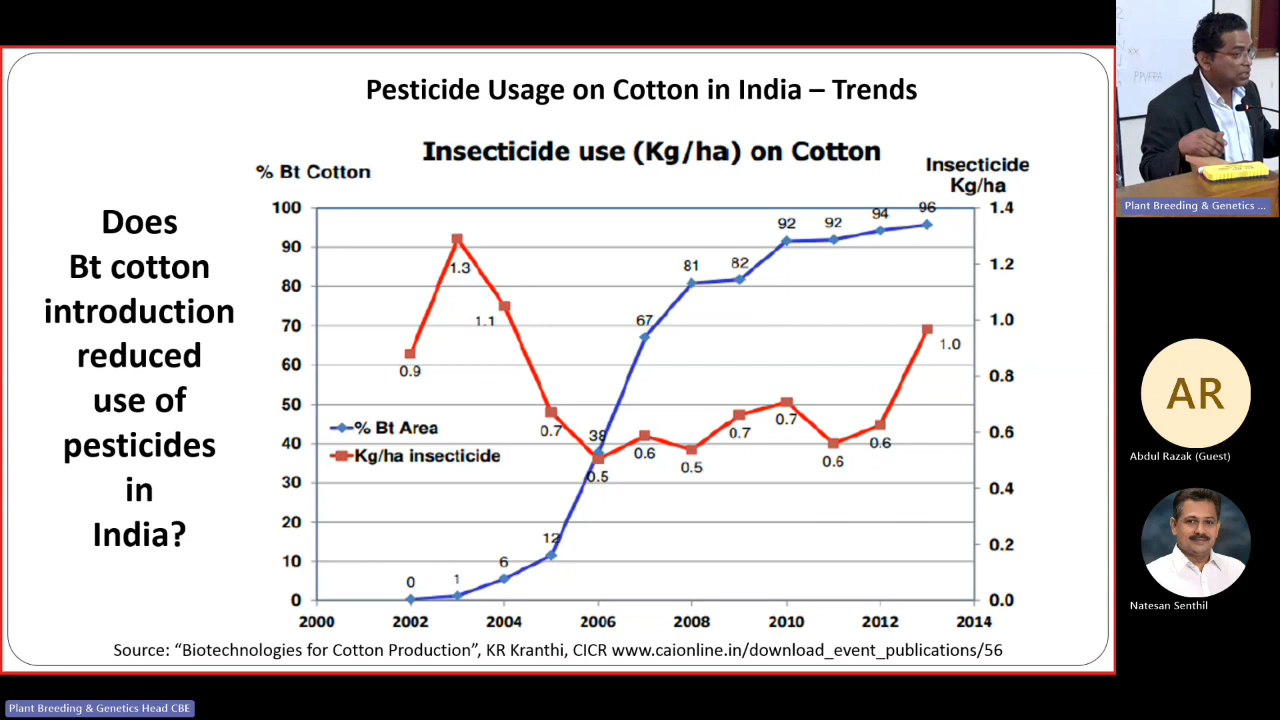 Pesticide Usage on Cotton in India – Trends
Insecticide use (Kg/ha) on Cotton
% Bt Cotton
Insecticide
Kg/ha
Does
Bt cotton
introduction
reduced
use of
pesticides
in
India?
100
90
80
70
60
50
40
30
20
10
0
1.4
1.2
1.0
0.8
0.6
0.4
0.2
0.0
0.9
1.3
1.1
0.7
0.5
0.6
0.5
0.7
0.7
0.6
0.6
1.0
0
1
6
12
38
67
81
82
92
92
94
96
% Bt Area
Kg/ha insecticide
2000 2002 2004 2006 2008 2010 2012 2014
Source: “Biotechnologies for Cotton Production”, KR Kranthi, CICR www.caionline.in/download_event_publications/56
PPVFRA
Plant Breeding & Genetics ...
AR
Abdul Razak (Guest)
Natesan Senthil
Plant Breeding & Genetics Head CBE